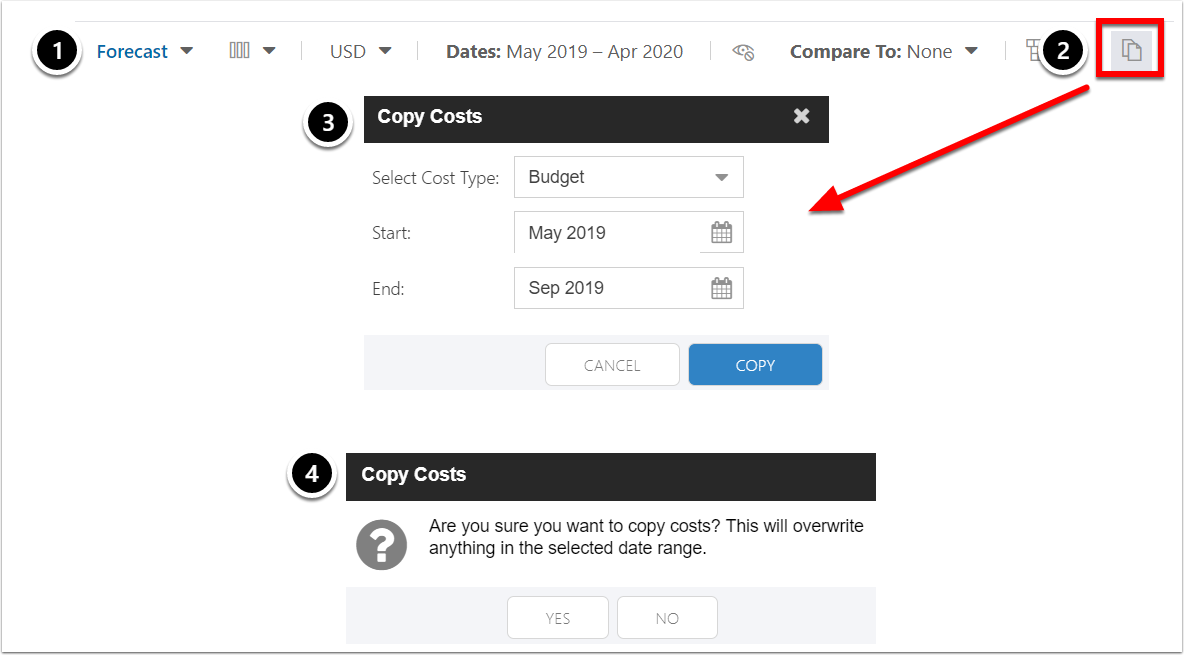 1 Forecast USD Dates: May 2019 – Apr 2020 Compare To: None 2
3 Copy Costs
Select Cost Type: Budget
Start: May 2019
End: Sep 2019
CANCEL COPY
4 Copy Costs
? Are you sure you want to copy costs? This will overwrite
anything in the selected date range.
YES NO